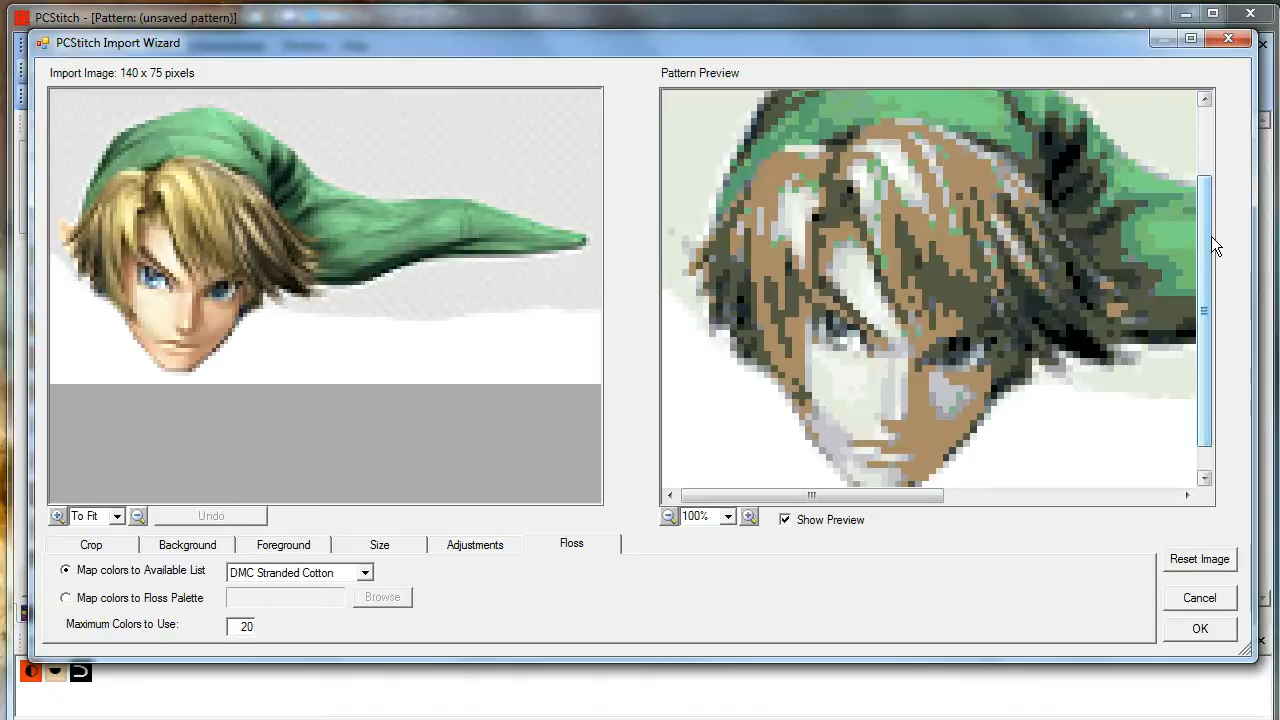 PCStitch - [Pattern: (unsaved pattern)]
PCStitch Import Wizard
Import Image: 140 x 75 pixels
Pattern Preview
To Fit
Undo
100%
Show Preview
Crop
Background
Foreground
Size
Adjustments
Floss
Map colors to Available List
DMC Stranded Cotton
Reset Image
Map colors to Floss Palette
Browse
Cancel
Maximum Colors to Use:
20
OK